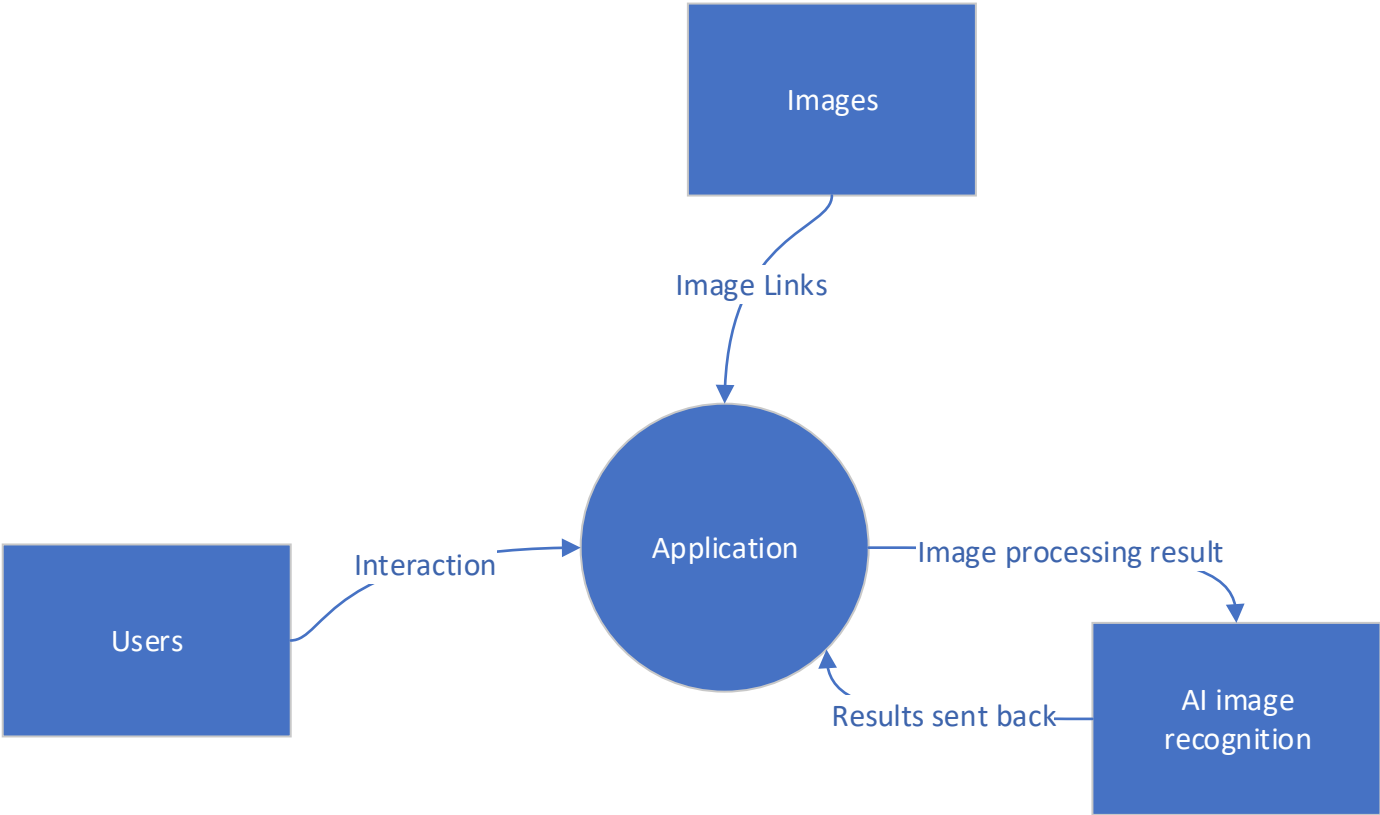 Images
Image Links
Application
Interaction
Users
Image processing result
Results sent back
AI image
recognition